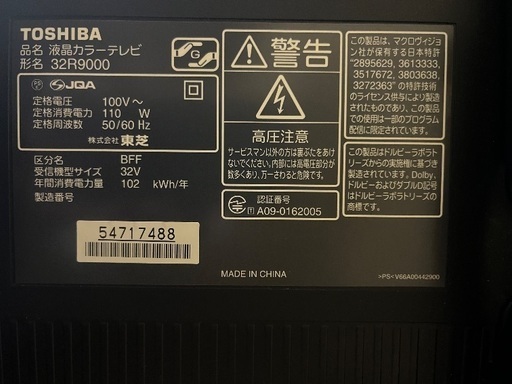 TOSHIBA
品名 液晶カラーテレビ
形名 32R9000
G
JQA
定格電圧 100V～
定格消費電力 110 W
定格周波数 50/60 Hz
株式会社 東芝
区分名 BFF
受信機型サイズ 32V
年間消費電力量 102 kWh/年
製造番号
54717488
警告
高圧注意
サービスマン以外の方は裏ぶたをあけ
ないでください。内部には高電圧部分が
数多くあり、万一さわると危険です。
認証番号
T A09-0162005
この製品は、マクロヴィジョ
ン社が保有する日本特許
"2895629, 3613333,
3517672, 3803638,
3272363"の特許技術
のライセンス供与により製造
されたものであり、この製品
での使用は一部のプログラム
配信に限定されています。
この製品はドルビーラボラト
リーズからの実施権に基づき
製造されています。Dolby、
ドルビーおよびダブルD記号
はドルビーラボラトリーズの
商標です。
MADE IN CHINA
>PS< V66A00442900